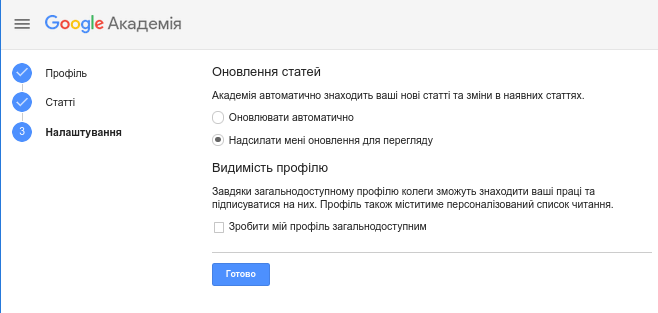 Google Академія
Профіль
Статті
3 Налаштування
Оновлення статей
Академія автоматично знаходить ваші нові статті та зміни в наявних статтях.
Оновлювати автоматично
Надсилати мені оновлення для перегляду
Видимість профілю
Завдяки загальнодоступному профілю колеги зможуть знаходити ваші праці та
підписуватися на них. Профіль також міститиме персоналізований список читання.
Зробити мій профіль загальнодоступним
Готово